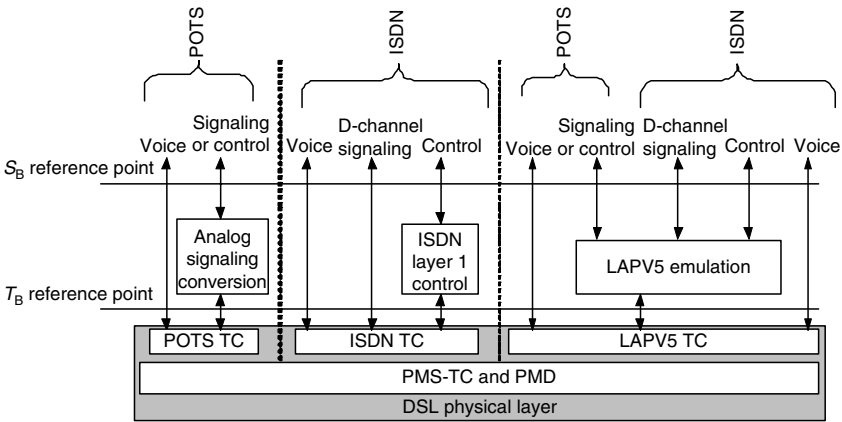 POTS
ISDN
POTS
ISDN
Voice
Signaling
or control
Voice
D-channel
signaling
Control
Voice
Signaling
or control
D-channel
signaling
Control
Voice
S_B reference point
Analog
signaling
conversion
ISDN
layer 1
control
LAPV5 emulation
T_B reference point
POTS TC
ISDN TC
LAPV5 TC
PMS-TC and PMD
DSL physical layer